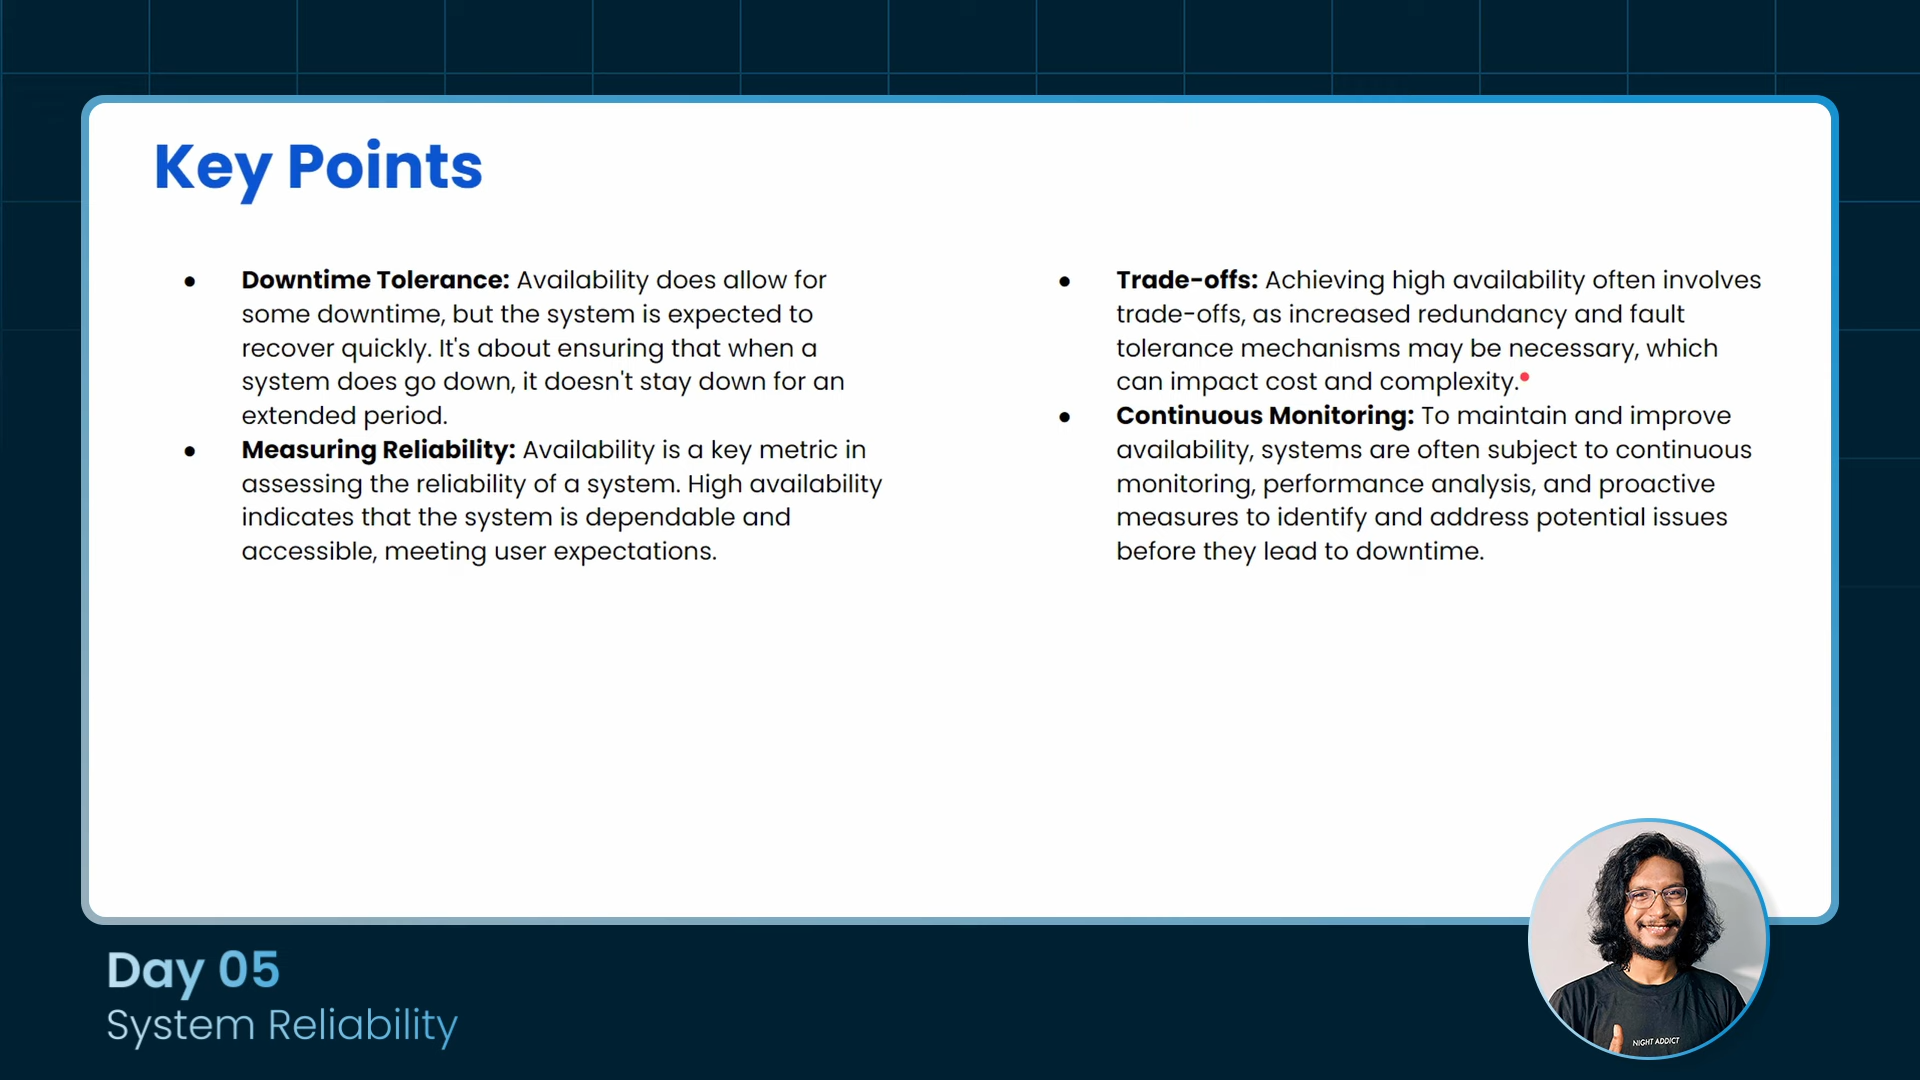 Key Points
Downtime Tolerance: Availability does allow for
some downtime, but the system is expected to
recover quickly. It's about ensuring that when a
system does go down, it doesn't stay down for an
extended period.
Measuring Reliability: Availability is a key metric in
assessing the reliability of a system. High availability
indicates that the system is dependable and
accessible, meeting user expectations.
Trade-offs: Achieving high availability often involves
trade-offs, as increased redundancy and fault
tolerance mechanisms may be necessary, which
can impact cost and complexity.
Continuous Monitoring: To maintain and improve
availability, systems are often subject to continuous
monitoring, performance analysis, and proactive
measures to identify and address potential issues
before they lead to downtime.
Day 05
System Reliability
NIGHT ADDICT